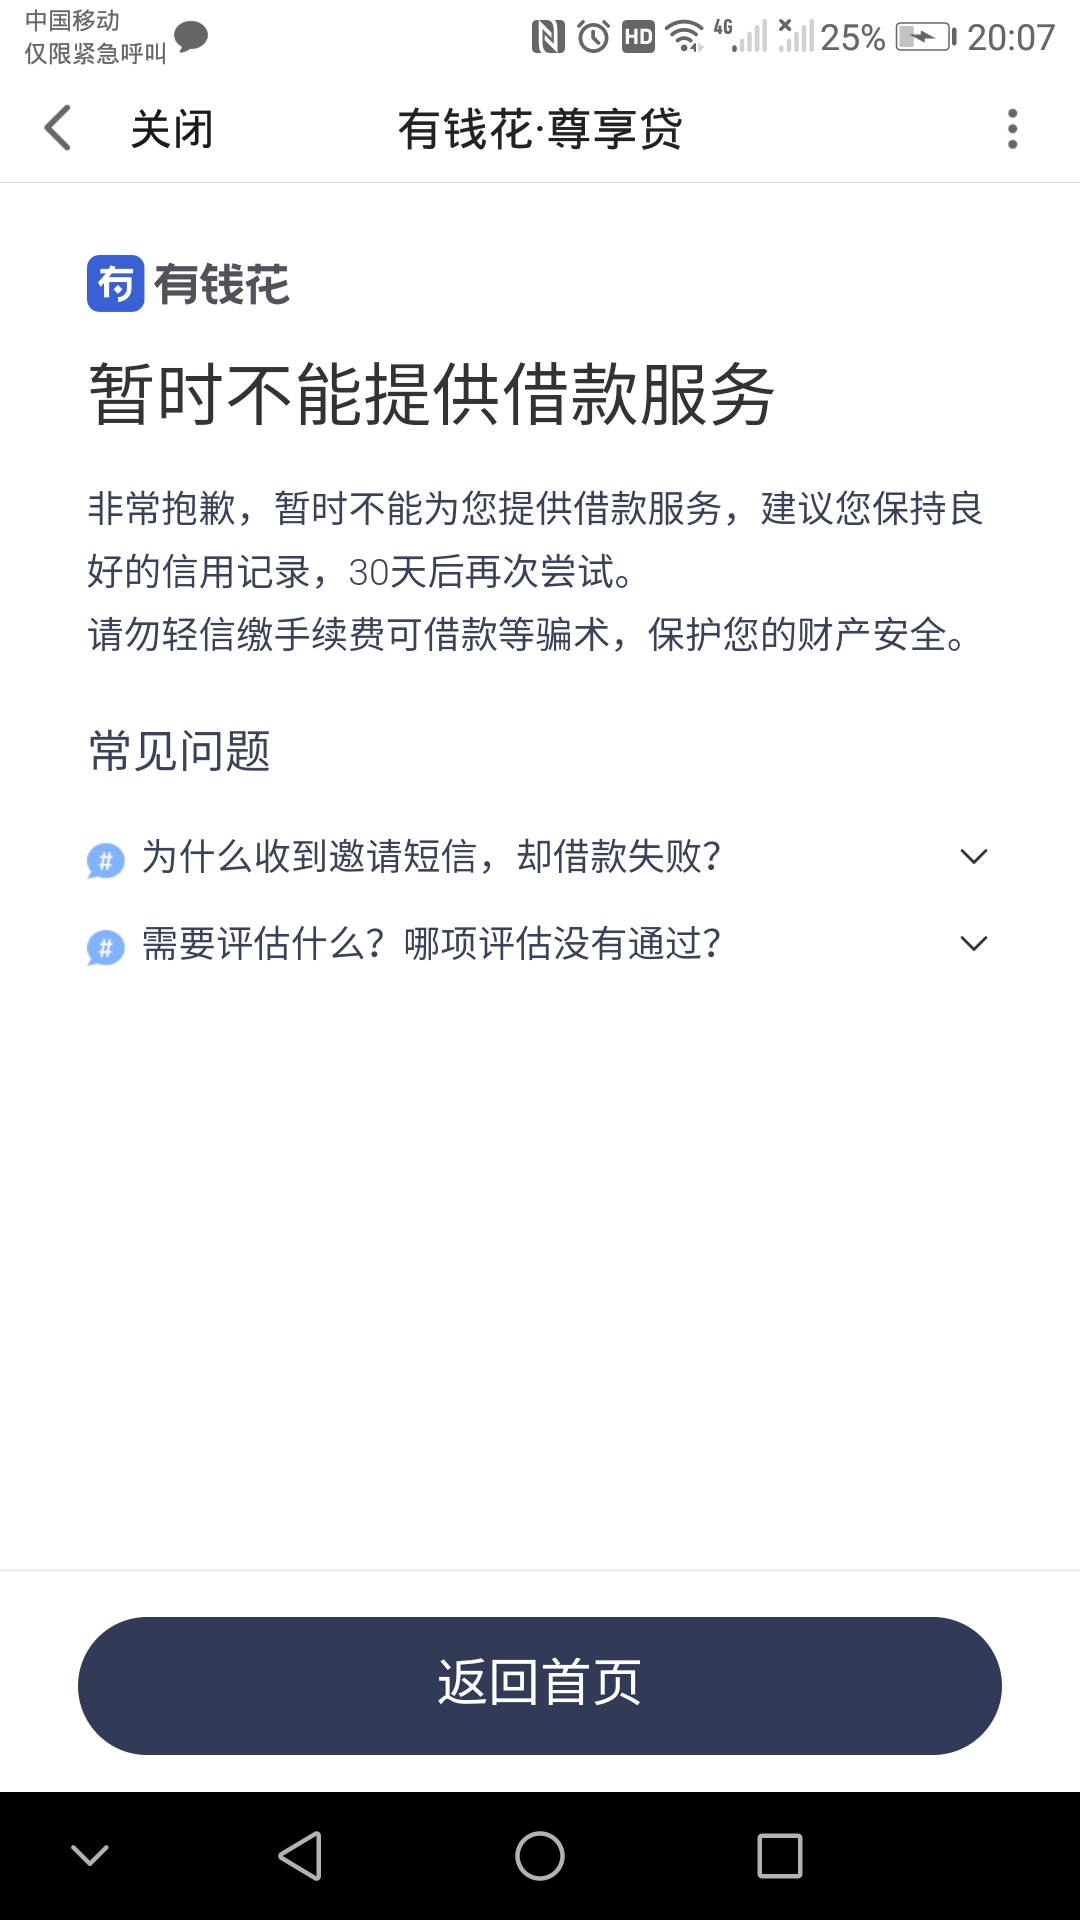 中国移动
仅限紧急呼叫
HD 4G 25% 20:07
关闭 有钱花·尊享贷
有钱花
暂时不能提供借款服务
非常抱歉，暂时不能为您提供借款服务，建议您保持良
好的信用记录，30天后再次尝试。
请勿轻信缴手续费可借款等骗术，保护您的财产安全。
常见问题
# 为什么收到邀请短信，却借款失败？
# 需要评估什么？哪项评估没有通过？
返回首页